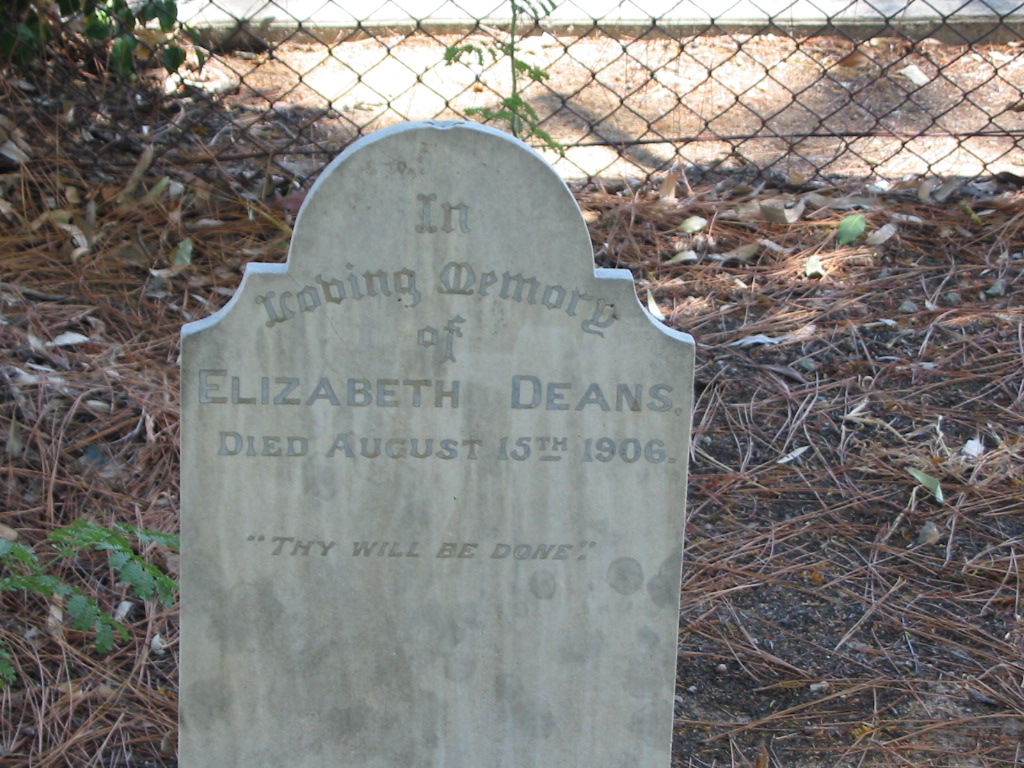 In
Loving Memory
of
ELIZABETH DEANS.
DIED AUGUST 15TH 1906.
"THY WILL BE DONE".